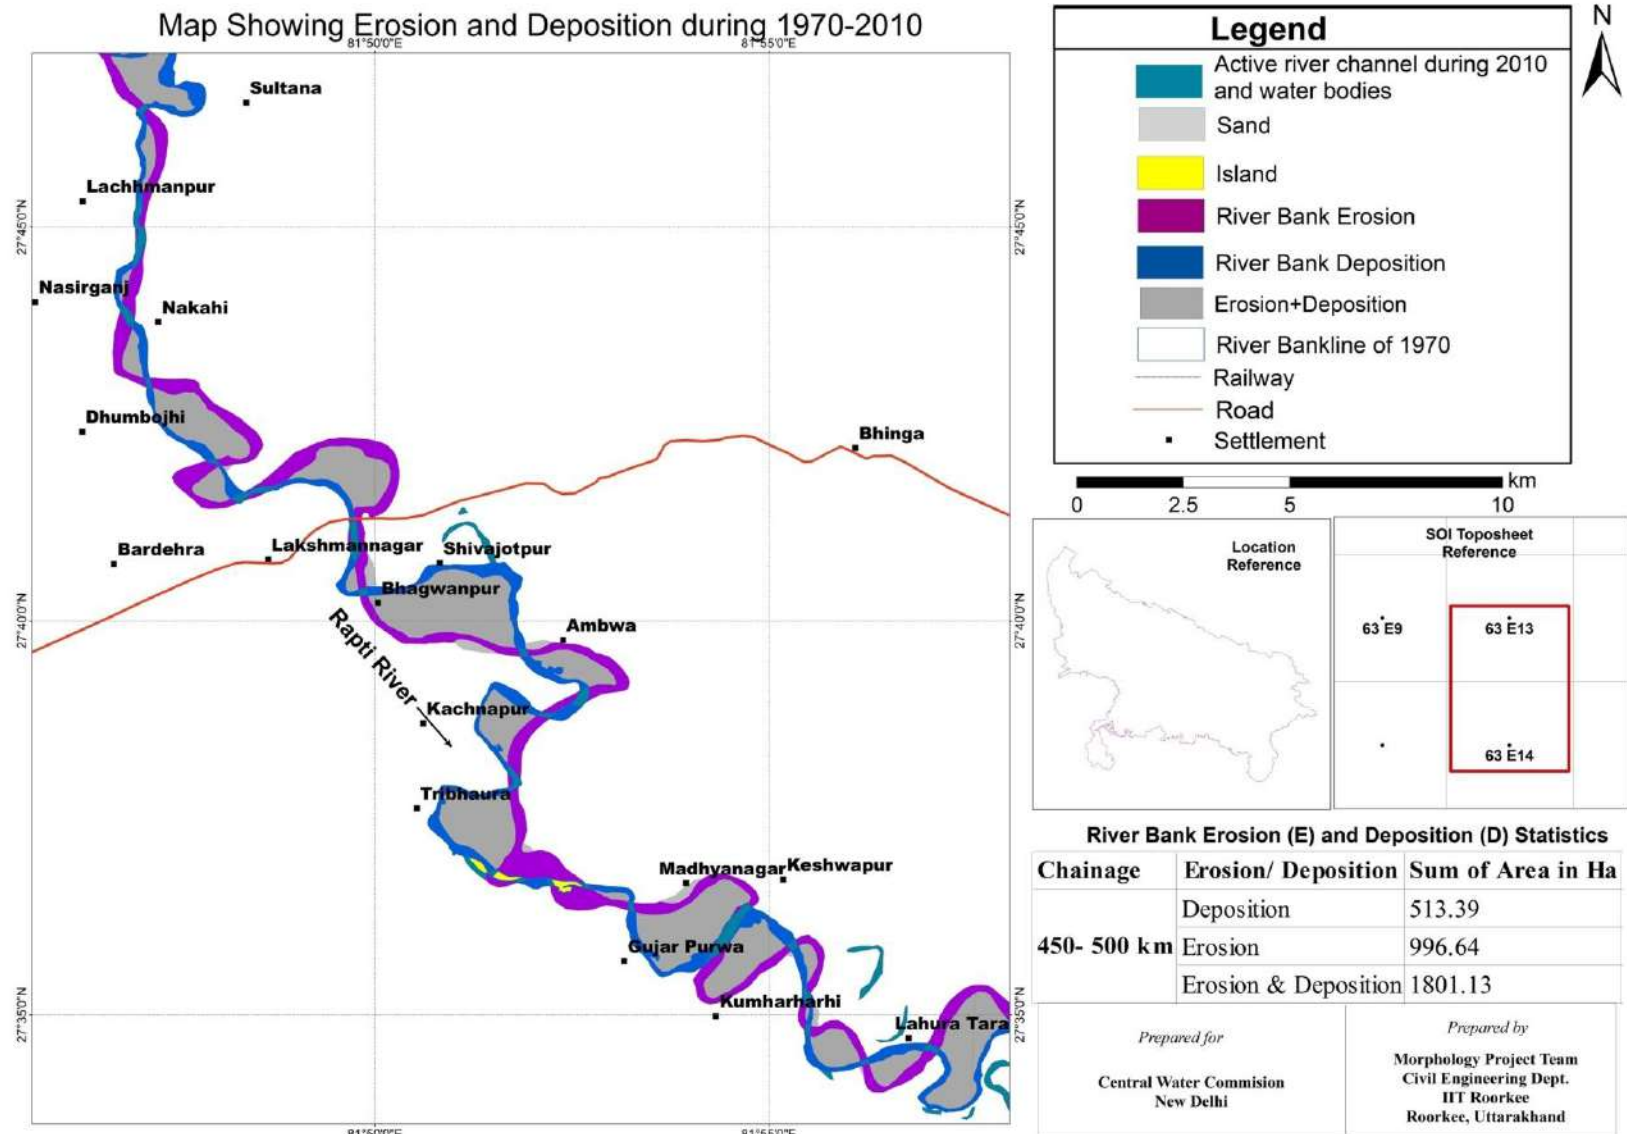 Map Showing Erosion and Deposition during 1970-2010
81°50'0"E
81°55'0"E
Sultana
Lachhmanpur
27°45'0"N
27°45'0"N
Nasirganj
Nakahi
Dhumbojhi
Bhinga
Bardehra
Lakshmannagar
Shivajotpur
Bhagwanpur
27°40'0"N
27°40'0"N
Ambwa
Rapti River
Kachnapur
Tribhaura
Madhyanagar
Keshwapur
Gujar Purwa
Kumharharhi
27°35'0"N
27°35'0"N
Lahura Tara
81°50'0"E
81°55'0"E
Legend
Active river channel during 2010
and water bodies
Sand
Island
River Bank Erosion
River Bank Deposition
Erosion+Deposition
River Bankline of 1970
Railway
Road
Settlement
N
km
0 2.5 5 10
Location
Reference
SOI Toposheet
Reference
63 E9
63 E13
63 E14
River Bank Erosion (E) and Deposition (D) Statistics
Chainage Erosion/ Deposition Sum of Area in Ha
Deposition 513.39
450- 500 km Erosion 996.64
Erosion & Deposition 1801.13
Prepared for
Central Water Commision
New Delhi
Prepared by
Morphology Project Team
Civil Engineering Dept.
IIT Roorkee
Roorkee, Uttarakhand